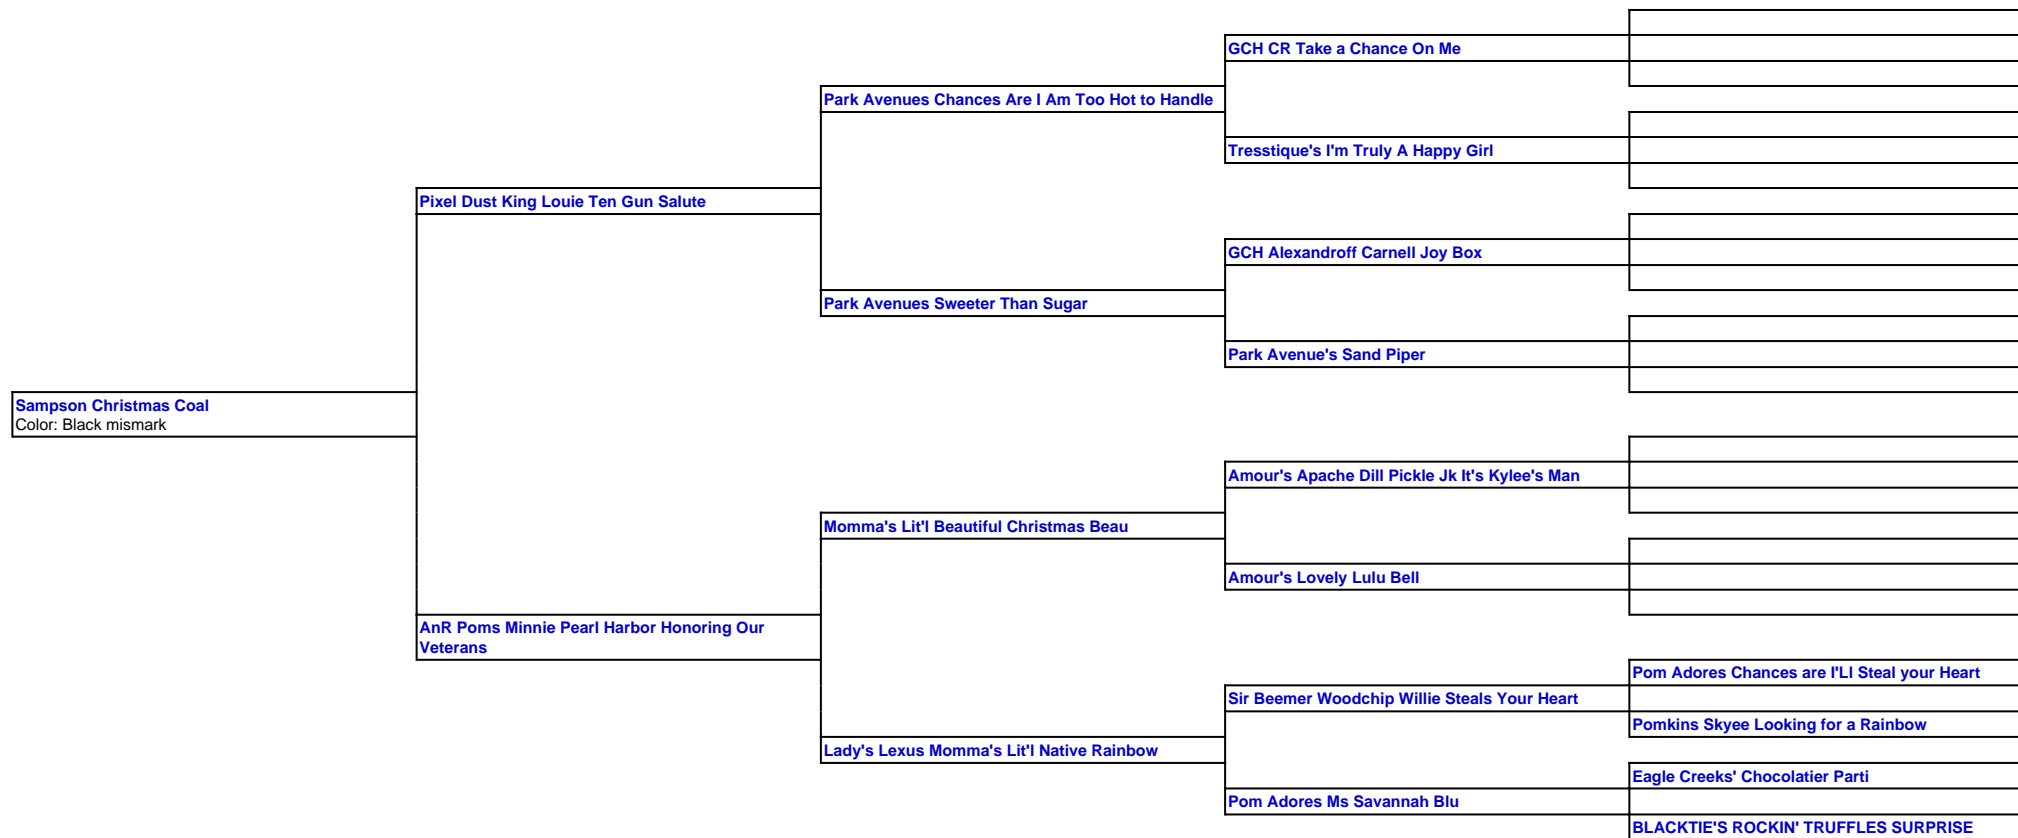 GCH CR Take a Chance On Me
Park Avenues Chances Are I Am Too Hot to Handle
Tresstique's I'm Truly A Happy Girl
Pixel Dust King Louie Ten Gun Salute
GCH Alexandroff Carnell Joy Box
Park Avenues Sweeter Than Sugar
Park Avenue's Sand Piper
Sampson Christmas Coal
Color: Black mismark
Amour's Apache Dill Pickle Jk It's Kylee's Man
Momma's Lit'l Beautiful Christmas Beau
Amour's Lovely Lulu Bell
AnR Poms Minnie Pearl Harbor Honoring Our
Veterans
Pom Adores Chances are I'LI Steal your Heart
Sir Beemer Woodchip Willie Steals Your Heart
Pomkins Skyee Looking for a Rainbow
Lady's Lexus Momma's Lit'l Native Rainbow
Eagle Creeks' Chocolatier Parti
Pom Adores Ms Savannah Blu
BLACKTIE'S ROCKIN' TRUFFLES SURPRISE